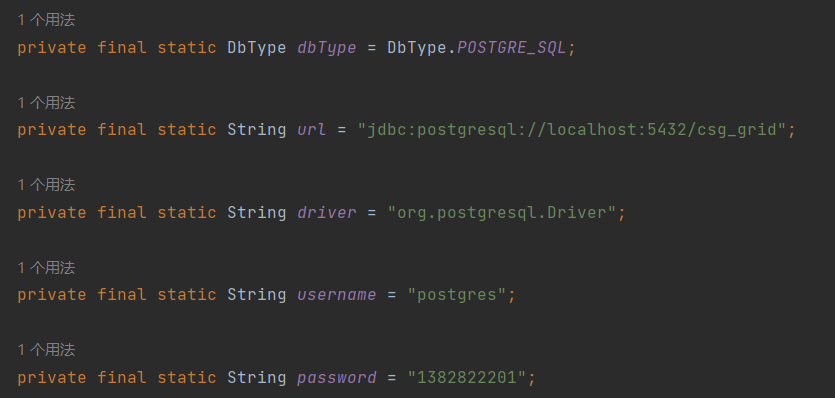 1 个用法
private final static DbType dbType = DbType.POSTGRE_SQL;
1 个用法
private final static String url = "jdbc:postgresql://localhost:5432/csg_grid";
1 个用法
private final static String driver = "org.postgresql.Driver";
1 个用法
private final static String username = "postgres";
1 个用法
private final static String password = "1382822201";